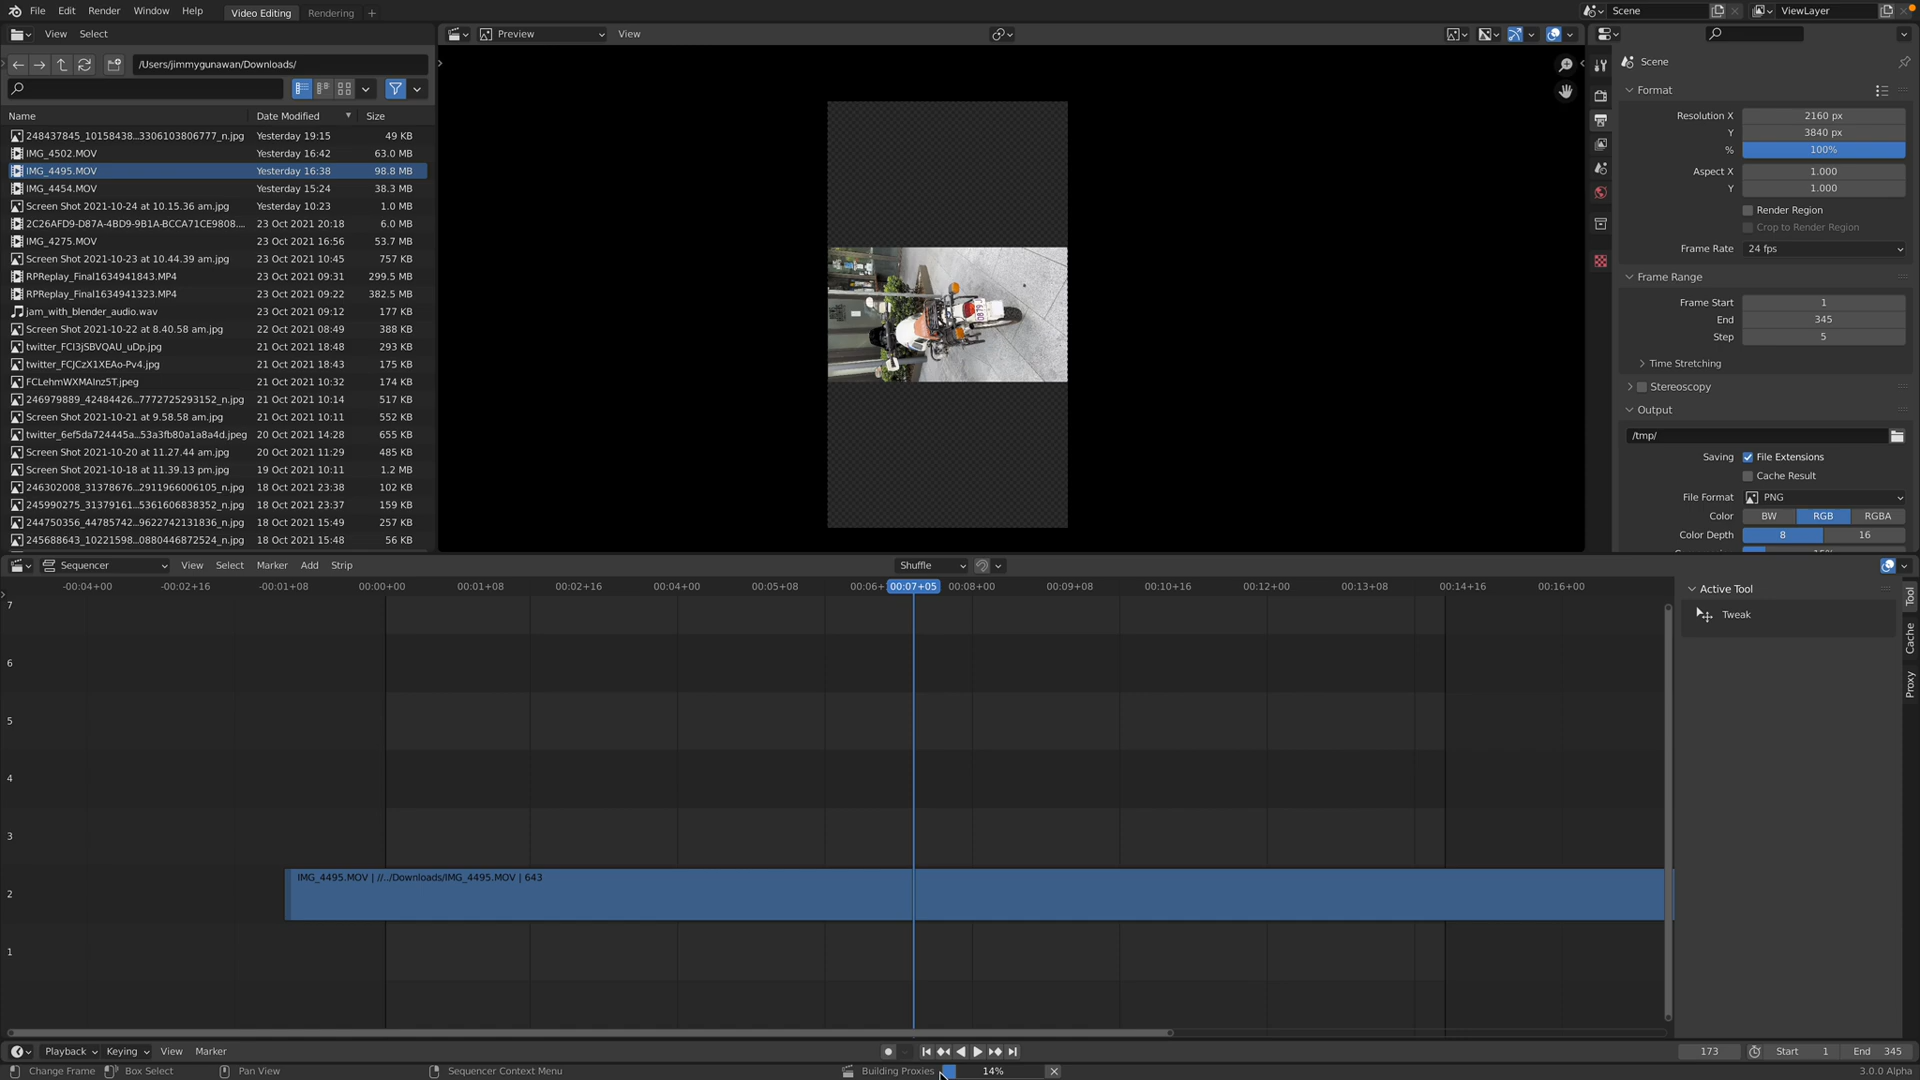 File Edit Render Window Help Video Editing Rendering + Scene ViewLayer
View Select
/Users/jimmygunawan/Downloads/
Name Date Modified Size
248437845_10158438...3306103806777_n.jpg Yesterday 19:15 49 KB
IMG_4502.MOV Yesterday 16:42 63.0 MB
IMG_4495.MOV Yesterday 16:38 98.8 MB
IMG_4454.MOV Yesterday 15:24 38.3 MB
Screen Shot 2021-10-24 at 10.15.36 am.jpg Yesterday 10:23 1.0 MB
2C26AFD9-D87A-4BD9-9B1A-BCCA71CE9808.... 23 Oct 2021 20:18 6.0 MB
IMG_4275.MOV 23 Oct 2021 16:56 53.7 MB
Screen Shot 2021-10-23 at 10.44.39 am.jpg 23 Oct 2021 10:45 757 KB
RPReplay_Final1634941843.MP4 23 Oct 2021 09:31 299.5 MB
RPReplay_Final1634941323.MP4 23 Oct 2021 09:22 382.5 MB
jam_with_blender_audio.wav 23 Oct 2021 09:12 177 KB
Screen Shot 2021-10-22 at 8.40.58 am.jpg 22 Oct 2021 08:49 388 KB
twitter_FCI3jSBVQAU_uDp.jpg 21 Oct 2021 18:48 293 KB
twitter_FCJCzX1XEAo-Pv4.jpg 21 Oct 2021 18:43 175 KB
FCLehmWXMAInz5T.jpeg 21 Oct 2021 10:32 174 KB
246979889_42484426...7772725293152_n.jpg 21 Oct 2021 10:14 517 KB
Screen Shot 2021-10-21 at 9.58.58 am.jpg 21 Oct 2021 10:11 552 KB
twitter_6ef5da724445a...53a3fb80a1a8a4d.jpeg 20 Oct 2021 14:28 655 KB
Screen Shot 2021-10-20 at 11.27.44 am.jpg 20 Oct 2021 11:29 485 KB
Screen Shot 2021-10-18 at 11.39.13 pm.jpg 19 Oct 2021 10:11 1.2 MB
246302008_31378676...2911966006105_n.jpg 18 Oct 2021 23:38 102 KB
245990275_31379161...5361606838352_n.jpg 18 Oct 2021 23:37 159 KB
244750356_44785742...9622742131836_n.jpg 18 Oct 2021 15:49 257 KB
245688643_10221598...0880446872524_n.jpg 18 Oct 2021 15:48 56 KB
Preview View
Scene
Format
Resolution X 2160 px
Y 3840 px
% 100%
Aspect X 1.000
Y 1.000
Render Region
Crop to Render Region
Frame Rate 24 fps
Frame Range
Frame Start 1
End 345
Step 5
Time Stretching
Stereoscopy
Output
/tmp/
Saving File Extensions
Cache Result
File Format PNG
Color BW RGB RGBA
Color Depth 8 16
Sequencer View Select Marker Add Strip Shuffle
-00:04+00 -00:02+16 -00:01+08 00:00+00 00:01+08 00:02+16 00:04+00 00:05+08 00:06+ 00:07+05 00:08+00 00:09+08 00:10+16 00:12+00 00:13+08 00:14+16 00:16+00
7
6
5
4
3
2
1
IMG_4495.MOV | //../Downloads/IMG_4495.MOV | 643
Active Tool
Tweak
Tool
Cache
Proxy
Playback Keying View Marker 173 Start 1 End 345
Change Frame Box Select Pan View Sequencer Context Menu Building Proxies 14% 3.0.0 Alpha